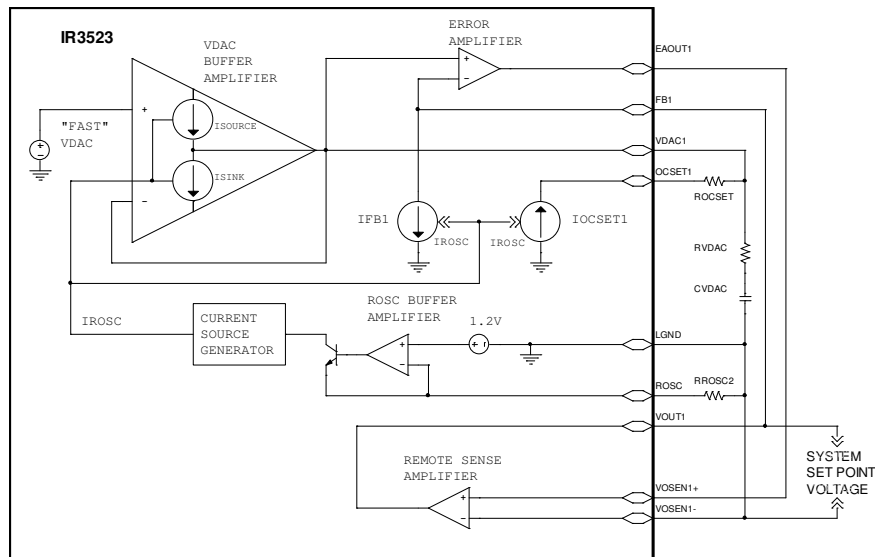 IR3523
VDAC
BUFFER
AMPLIFIER
ERROR
AMPLIFIER
EAOUT1
+
-
FB1
"FAST"
VDAC
+
-
+
-
ISOURCE
ISINK
VDAC1
OCSET1
ROCSET
IFB1
IROSC
IROSC
IOCSET1
RVDAC
CVDAC
IROSC
CURRENT
SOURCE
GENERATOR
ROSC BUFFER
AMPLIFIER
+
-
1.2V
LGND
ROSC
RROSC2
VOUT1
REMOTE SENSE
AMPLIFIER
+
-
VOSEN1+
VOSEN1-
SYSTEM
SET POINT
VOLTAGE